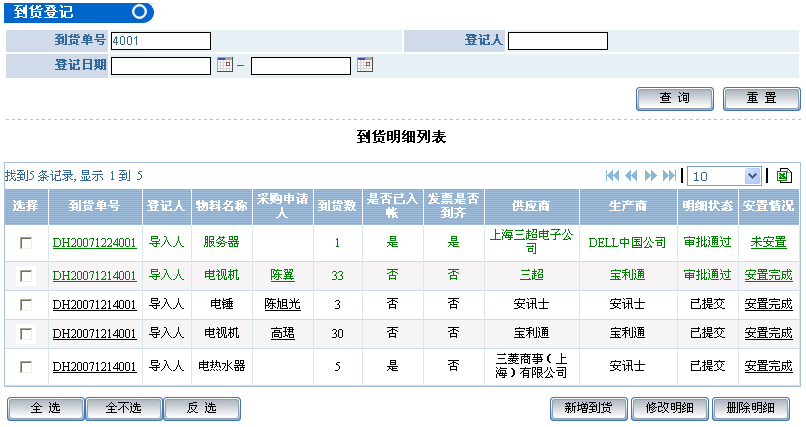 到货登记
到货单号 4001 登记人
登记日期 –
查 询 重 置
到货明细列表
找到5条记录, 显示 1 到 5 10
选择 到货单号 登记人 物料名称 采购申请人 到货数 是否已入帐 发票是否到齐 供应商 生产商 明细状态 安置情况
DH20071224001 导入人 服务器 1 是 是 上海三超电子公司 DELL中国公司 审批通过 未安置
DH20071214001 导入人 电视机 陈翼 33 否 否 三超 宝利通 审批通过 安置完成
DH20071214001 导入人 电锤 陈旭光 3 否 否 安讯士 安讯士 已提交 安置完成
DH20071214001 导入人 电视机 高珺 30 否 否 宝利通 宝利通 已提交 安置完成
DH20071214001 导入人 电热水器 5 是 否 三菱商事（上海）有限公司 安讯士 已提交 安置完成
全 选 全不选 反 选 新增到货 修改明细 删除明细